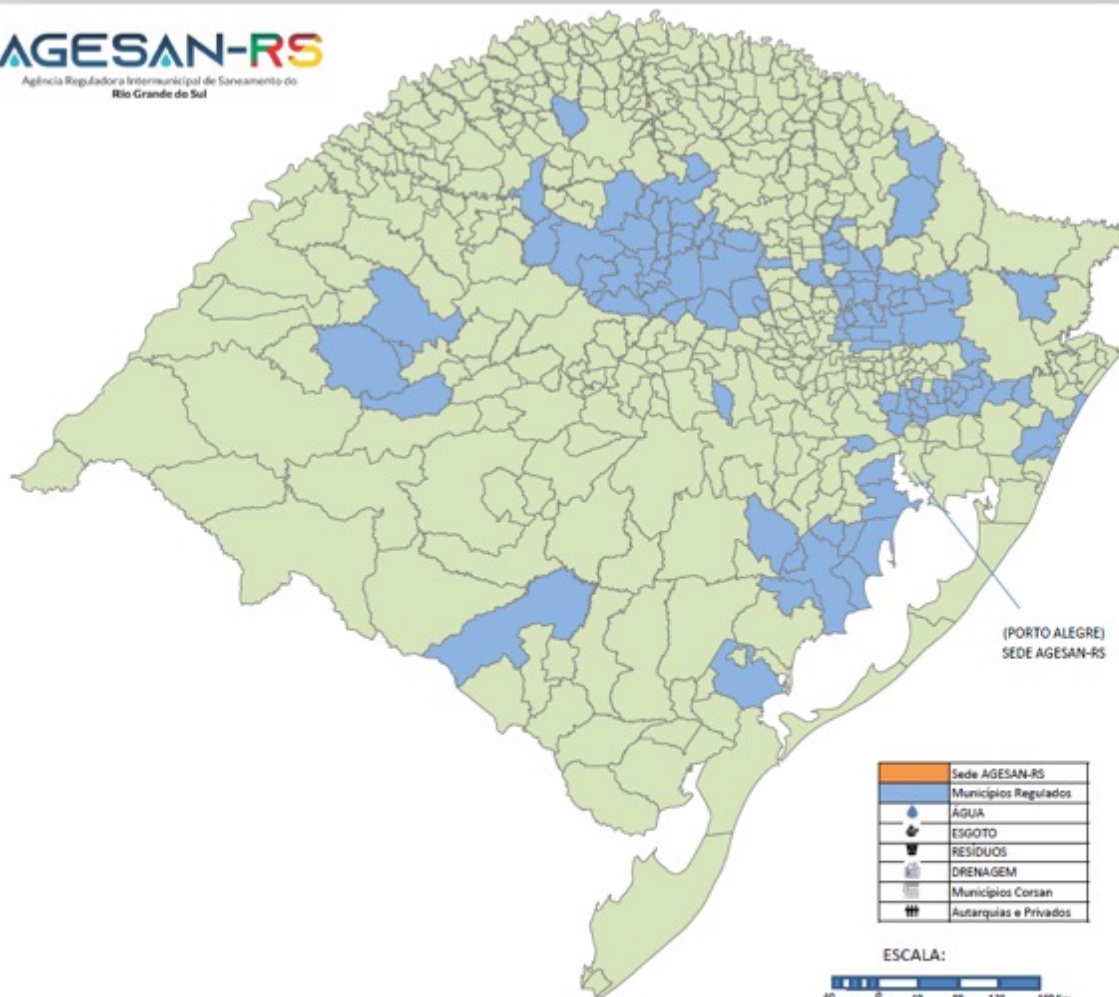 AGESAN-RS
Agência Reguladora Intermunicipal de Saneamento do
Rio Grande do Sul
(PORTO ALEGRE)
SEDE AGESAN-RS
Sede AGESAN-RS
Municípios Regulados
ÁGUA
ESGOTO
RESÍDUOS
DRENAGEM
Municípios Corsan
Autarquias e Privados
ESCALA: